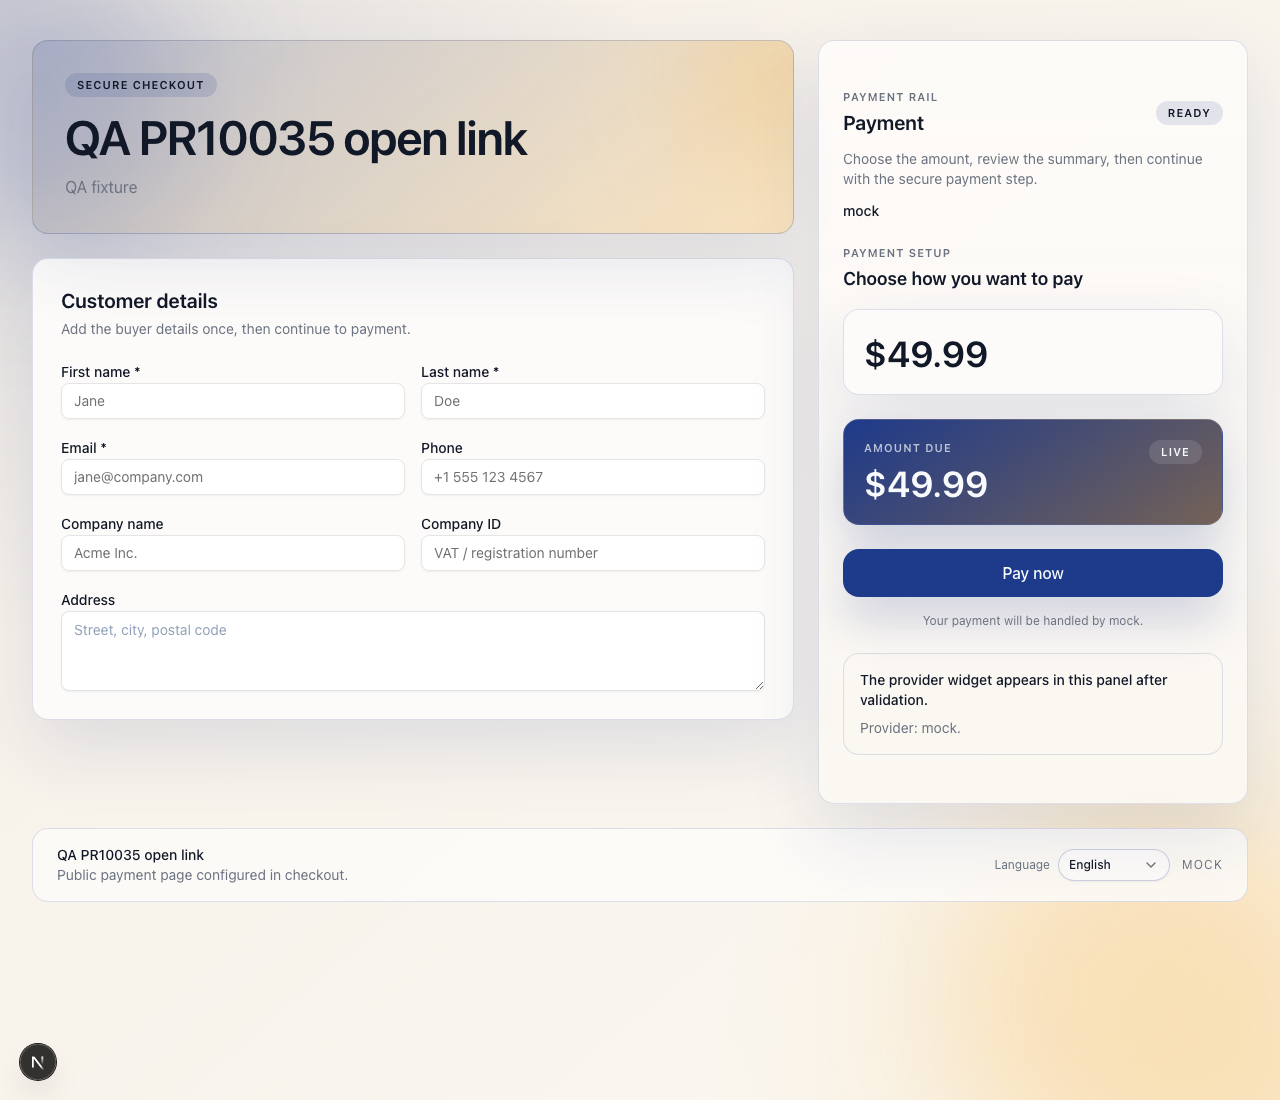 SECURE CHECKOUT
QA PR10035 open link
QA fixture
Customer details
Add the buyer details once, then continue to payment.
First name *
Last name *
Jane
Doe
Email *
Phone
jane@company.com
+1 555 123 4567
Company name
Company ID
Acme Inc.
VAT / registration number
Address
Street, city, postal code
PAYMENT RAIL
Payment
READY
Choose the amount, review the summary, then continue
with the secure payment step.
mock
PAYMENT SETUP
Choose how you want to pay
$49.99
AMOUNT DUE
LIVE
$49.99
Pay now
Your payment will be handled by mock.
The provider widget appears in this panel after
validation.
Provider: mock.
QA PR10035 open link
Public payment page configured in checkout.
Language
English
MOCK
N